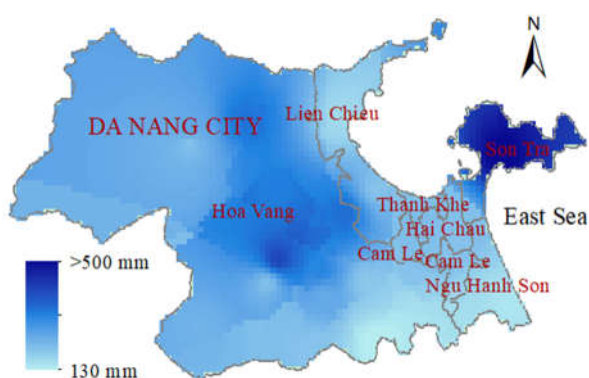 N
Lien Chieu
DA NANG CITY
Son Tra
Thanh Khe
Hoa Vang
East Sea
Hai Chau
Cam Le
Cam Le
>500 mm
Ngu Hanh Son
130 mm